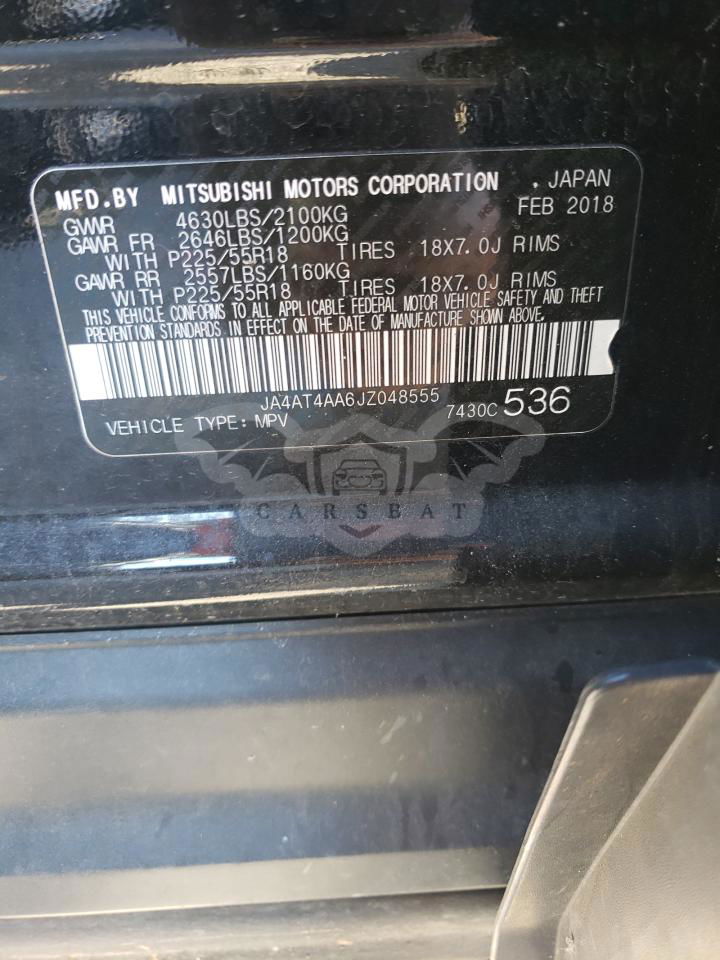 MFD.BY MITSUBISHI MOTORS CORPORATION , JAPAN
GVWR 4630LBS/2100KG FEB 2018
GAWR FR 2646LBS/1200KG
WITH P225/55R18 TIRES 18X7.0J RIMS
GAWR RR 2557LBS/1160KG
WITH P225/55R18 TIRES 18X7.0J RIMS
THIS VEHICLE CONFORMS TO ALL APPLICABLE FEDERAL MOTOR VEHICLE SAFETY AND THEFT
PREVENTION STANDARDS IN EFFECT ON THE DATE OF MANUFACTURE SHOWN ABOVE.
JA4AT4AA6JZ048555
VEHICLE TYPE: MPV 7430C 536
CARSBAT